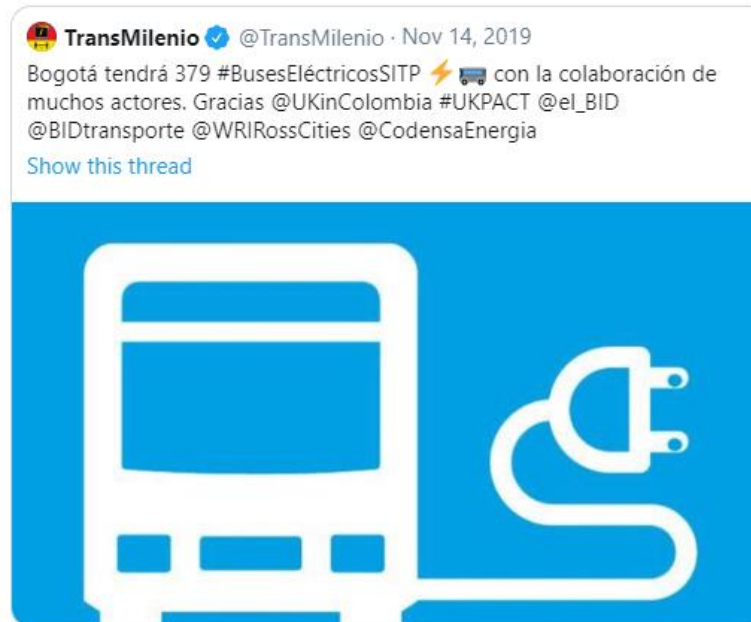 TransMilenio @TransMilenio · Nov 14, 2019
Bogotá tendrá 379 #BusesEléctricosSITP ⚡🚌 con la colaboración de
muchos actores. Gracias @UKinColombia #UKPACT @el_BID
@BIDtransporte @WRIRossCities @CodensaEnergia
Show this thread